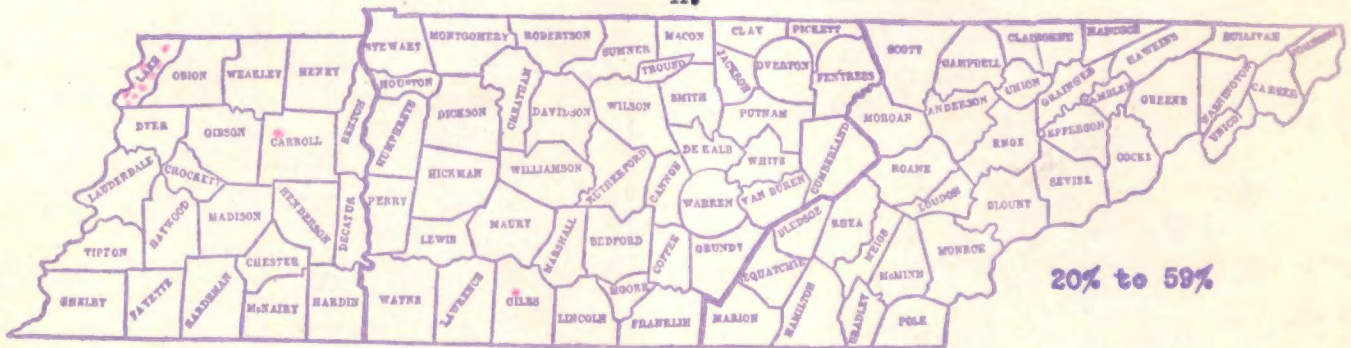 STEWART MONTGOMERY ROBERTSON SUMNER MACON CLAY PICKETT SCOTT CLAIBORNE HANCOCK HAWKINS SULLIVAN JOHNSON
LAKE OBION WEAKLEY HENRY HOUSTON TROUSD JACKSON OVERTON FENTRESS CAMPBELL UNION GRAINGER HAMBLEN GREENE WASHINGTON CARTER UNICOI
DYER GIBSON CARROLL BENTON HUMPHREYS DICKSON CHEATHAM DAVIDSON WILSON SMITH PUTNAM MORGAN ANDERSON KNOX JEFFERSON COCKE
LAUDERDALE CROCKETT HICKMAN WILLIAMSON RUTHERFORD CANNON DE KALB WHITE CUMBERLAND ROANE LOUDON SEVIER
TIPTON HAYWOOD MADISON HENDERSON DECATUR PERRY LEWIS MAURY MARSHALL BEDFORD COFFEE WARREN VAN BUREN BLEDSOE RHEA MEIGS BLOUNT MONROE
CHESTER GRUNDY SEQUATCHIE McMINN
20% to 59%
SHELBY FAYETTE HARDEMAN McNAIRY HARDIN WAYNE LAWRENCE GILES LINCOLN MOORE FRANKLIN MARION HAMILTON BRADLEY POLK